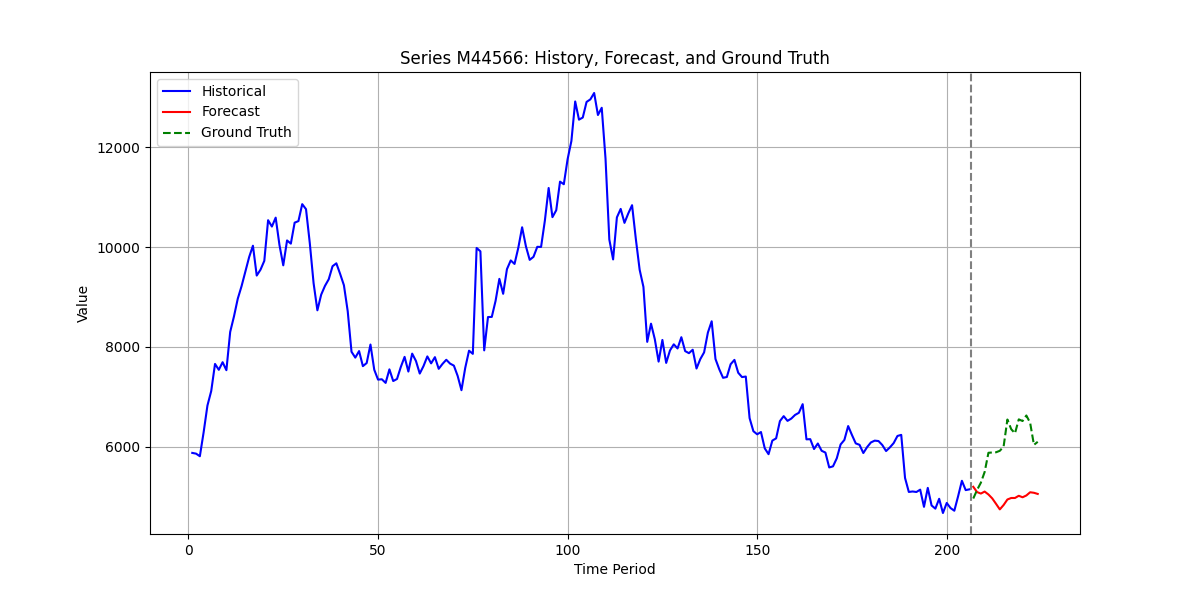 Series M44566: History, Forecast, and Ground Truth
Historical
Forecast
Ground Truth
Value
12000
10000
8000
6000
0
50
100
150
200
Time Period